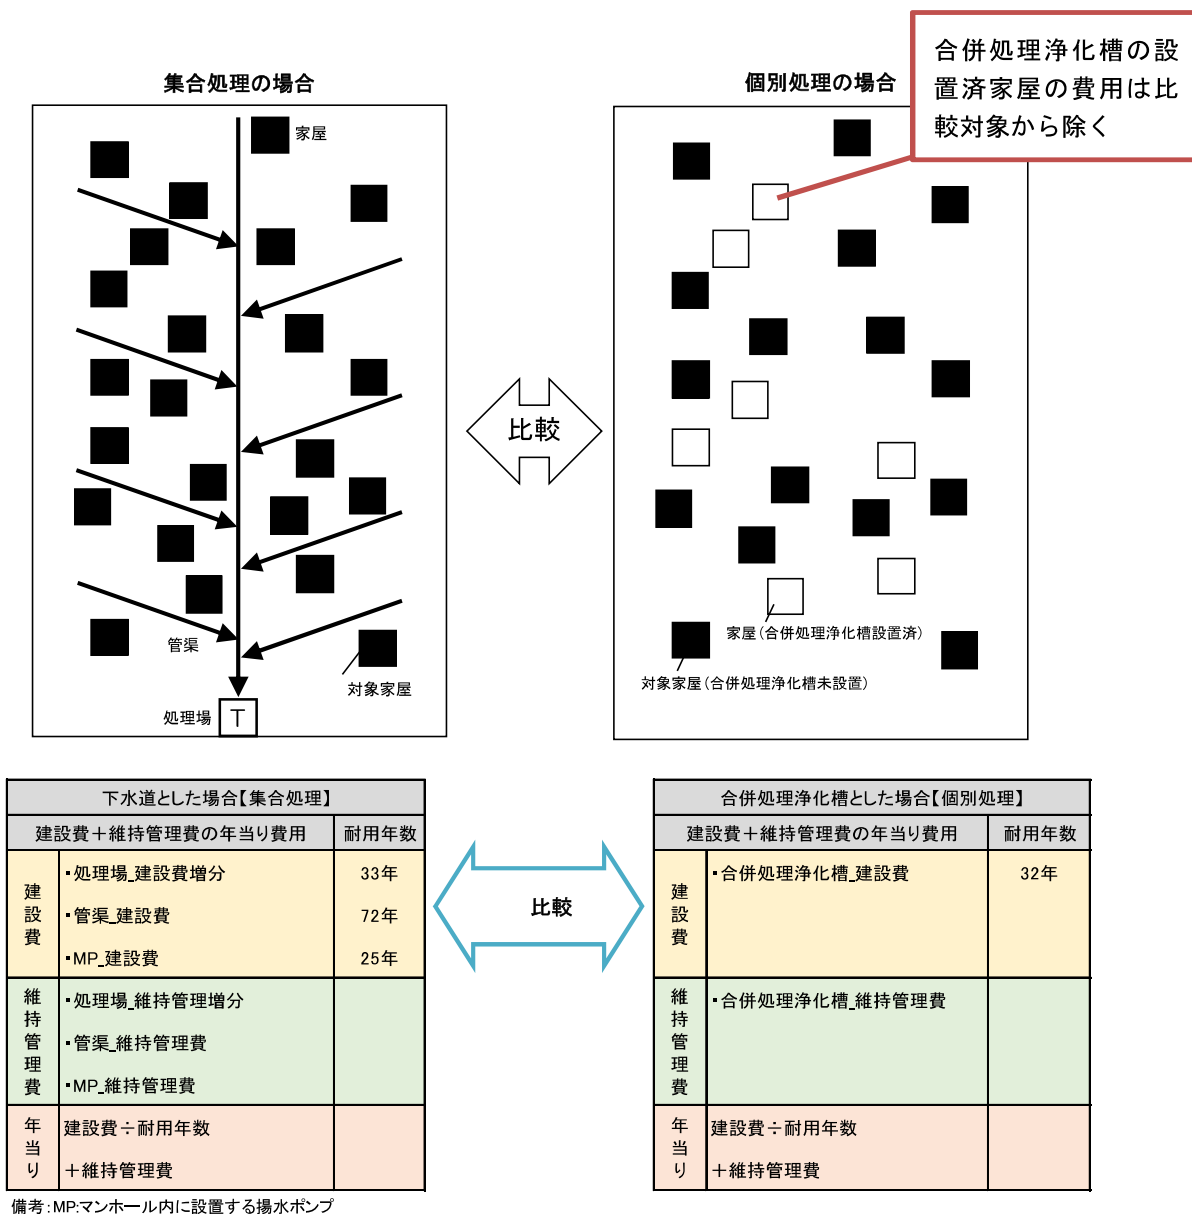 合併処理浄化槽の設
置済家屋の費用は比
較対象から除く
集合処理の場合
家屋
管渠
対象家屋
処理場
T
比較
個別処理の場合
家屋(合併処理浄化槽設置済)
対象家屋(合併処理浄化槽未設置)
下水道とした場合【集合処理】
建設費+維持管理費の年当り費用 耐用年数
建設費
・処理場_建設費増分 33年
・管渠_建設費 72年
・MP_建設費 25年
維持管理費
・処理場_維持管理増分
・管渠_維持管理費
・MP_維持管理費
年当り
建設費÷耐用年数
+維持管理費
比較
合併処理浄化槽とした場合【個別処理】
建設費+維持管理費の年当り費用 耐用年数
建設費
・合併処理浄化槽_建設費 32年
維持管理費
・合併処理浄化槽_維持管理費
年当り
建設費÷耐用年数
+維持管理費
備考:MP:マンホール内に設置する揚水ポンプ